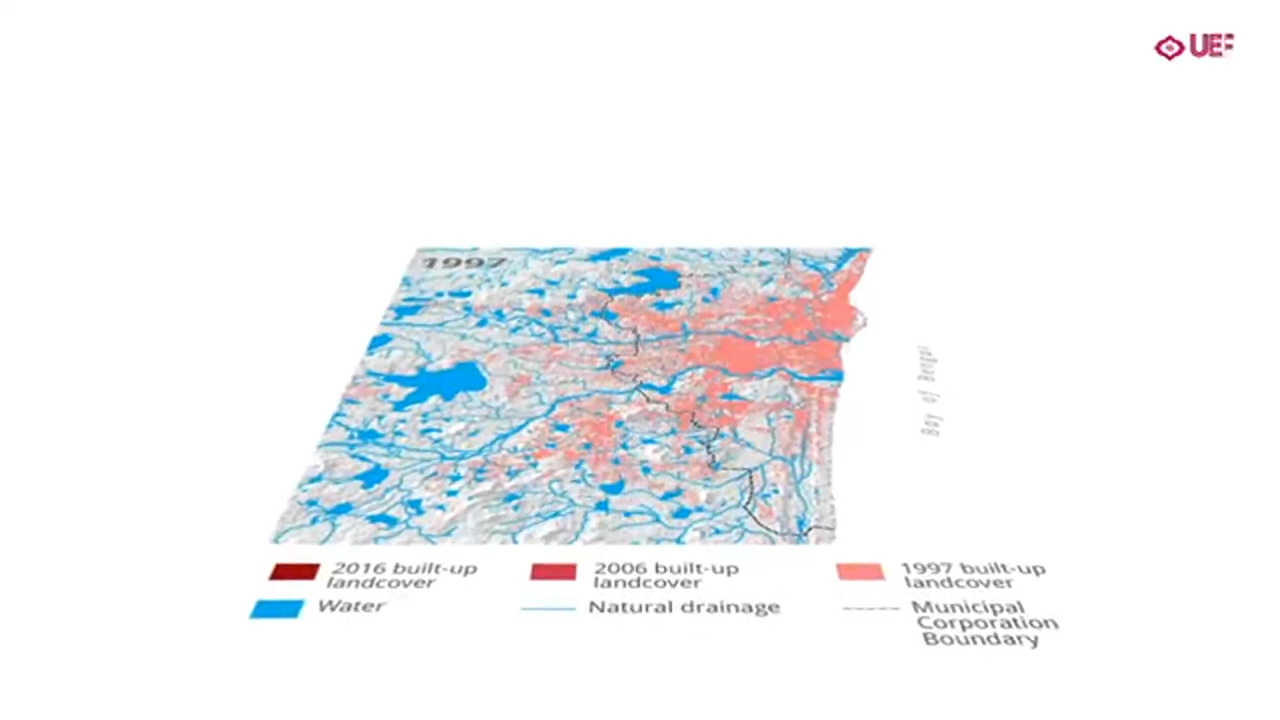 UEF
1997
Bay of Bengal
2016 built-up
landcover
2006 built-up
landcover
1997 built-up
landcover
Water
Natural drainage
Municipal
Corporation
Boundary